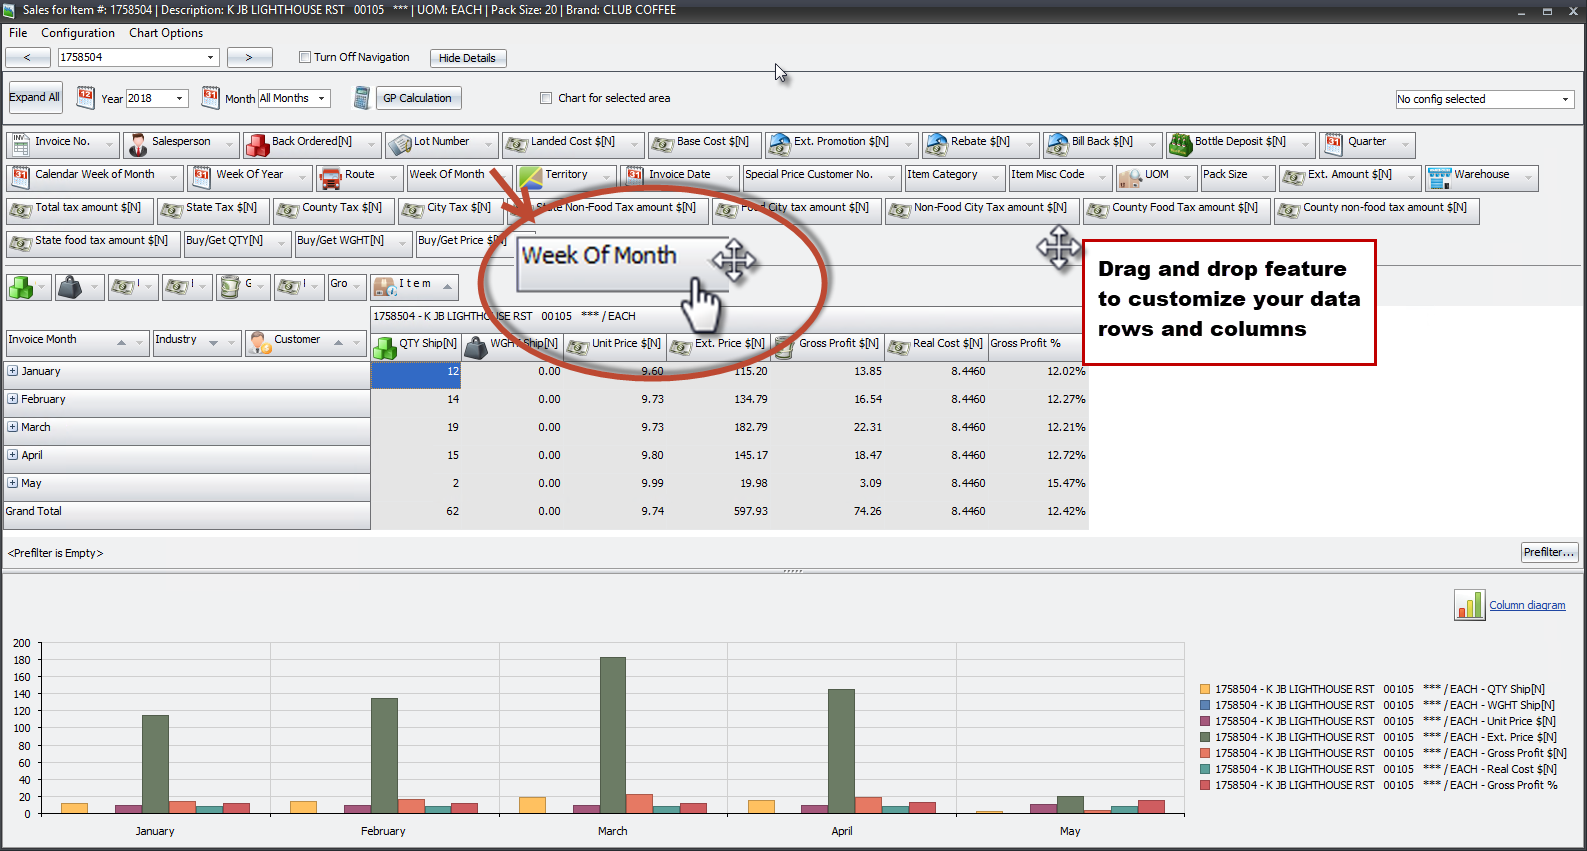 Sales for Item #: 1758504 | Description: K JB LIGHTHOUSE RST 00105 *** | UOM: EACH | Pack Size: 20 | Brand: CLUB COFFEE
File Configuration Chart Options
< 1758504 > Turn Off Navigation Hide Details
Expand All Year 2018 Month All Months GP Calculation Chart for selected area No config selected
Invoice No. Salesperson Back Ordered[N] Lot Number Landed Cost $[N] Base Cost $[N] Ext. Promotion $[N] Rebate $[N] Bill Back $[N] Bottle Deposit $[N] Quarter
Calendar Week of Month Week Of Year Route Week Of Month Territory Invoice Date Special Price Customer No. Item Category Item Misc Code UOM Pack Size Ext. Amount $[N] Warehouse
Total tax amount $[N] State Tax $[N] County Tax $[N] City Tax $[N] State Non-Food Tax amount $[N] Food City tax amount $[N] Non-Food City Tax amount $[N] County Food Tax amount $[N] County non-food tax amount $[N]
State food tax amount $[N] Buy/Get QTY[N] Buy/Get WGHT[N] Buy/Get Price $[N]
Week Of Month
Drag and drop feature
to customize your data
rows and columns
G Gro Item
1758504 - K JB LIGHTHOUSE RST 00105 *** / EACH
Invoice Month Industry Customer QTY Ship[N] WGHT Ship[N] Unit Price $[N] Ext. Price $[N] Gross Profit $[N] Real Cost $[N] Gross Profit %
January 12 0.00 9.60 115.20 13.85 8.4460 12.02%
February 14 0.00 9.73 134.79 16.54 8.4460 12.27%
March 19 0.00 9.73 182.79 22.31 8.4460 12.21%
April 15 0.00 9.80 145.17 18.47 8.4460 12.72%
May 2 0.00 9.99 19.98 3.09 8.4460 15.47%
Grand Total 62 0.00 9.74 597.93 74.26 8.4460 12.42%
<Prefilter is Empty> Prefilter...
Column diagram
200
180
160
140
120
100
80
60
40
20
0
January February March April May
1758504 - K JB LIGHTHOUSE RST 00105 *** / EACH - QTY Ship[N]
1758504 - K JB LIGHTHOUSE RST 00105 *** / EACH - WGHT Ship[N]
1758504 - K JB LIGHTHOUSE RST 00105 *** / EACH - Unit Price $[N]
1758504 - K JB LIGHTHOUSE RST 00105 *** / EACH - Ext. Price $[N]
1758504 - K JB LIGHTHOUSE RST 00105 *** / EACH - Gross Profit $[N]
1758504 - K JB LIGHTHOUSE RST 00105 *** / EACH - Real Cost $[N]
1758504 - K JB LIGHTHOUSE RST 00105 *** / EACH - Gross Profit %